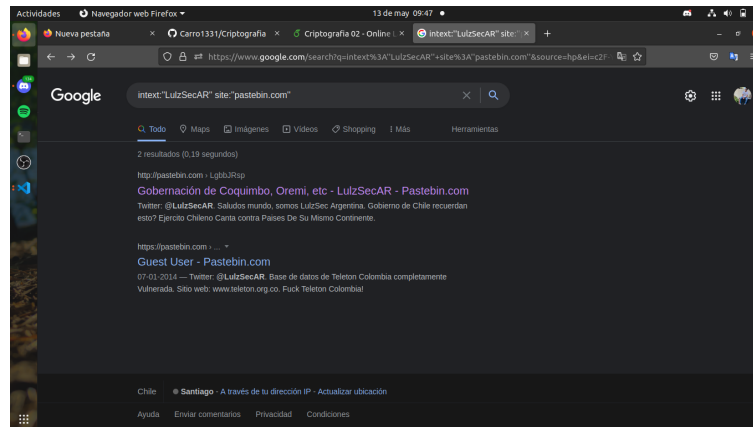 Actividades
Navegador web Firefox
13 de may 09:47
Nueva pestaña
Carro1331/Criptografia
Criptografia 02 - Online L
intext:"LulzSecAR" site:"p
https://www.google.com/search?q=intext%3A"LulzSecAR"+site%3A"pastebin.com"&source=hp&ei=c2F
Google
intext:"LulzSecAR" site:"pastebin.com"
Todo
Maps
Imágenes
Videos
Shopping
Más
Herramientas
2 resultados (0,19 segundos)
http://pastebin.com › LgbbJRsp
Gobernación de Coquimbo, Oremi, etc - LulzSecAR - Pastebin.com
Twitter: @LulzSecAR. Saludos mundo, somos LulzSec Argentina. Gobierno de Chile recuerdan
esto? Ejercito Chileno Canta contra Paises De Su Mismo Continente.
https://pastebin.com › ...
Guest User - Pastebin.com
07-01-2014 — Twitter: @LulzSecAR. Base de datos de Teleton Colombia completamente
Vulnerada. Sitio web: www.teleton.org.co. Fuck Teleton Colombia!
Chile
Santiago - A través de tu dirección IP - Actualizar ubicación
Ayuda
Enviar comentarios
Privacidad
Condiciones